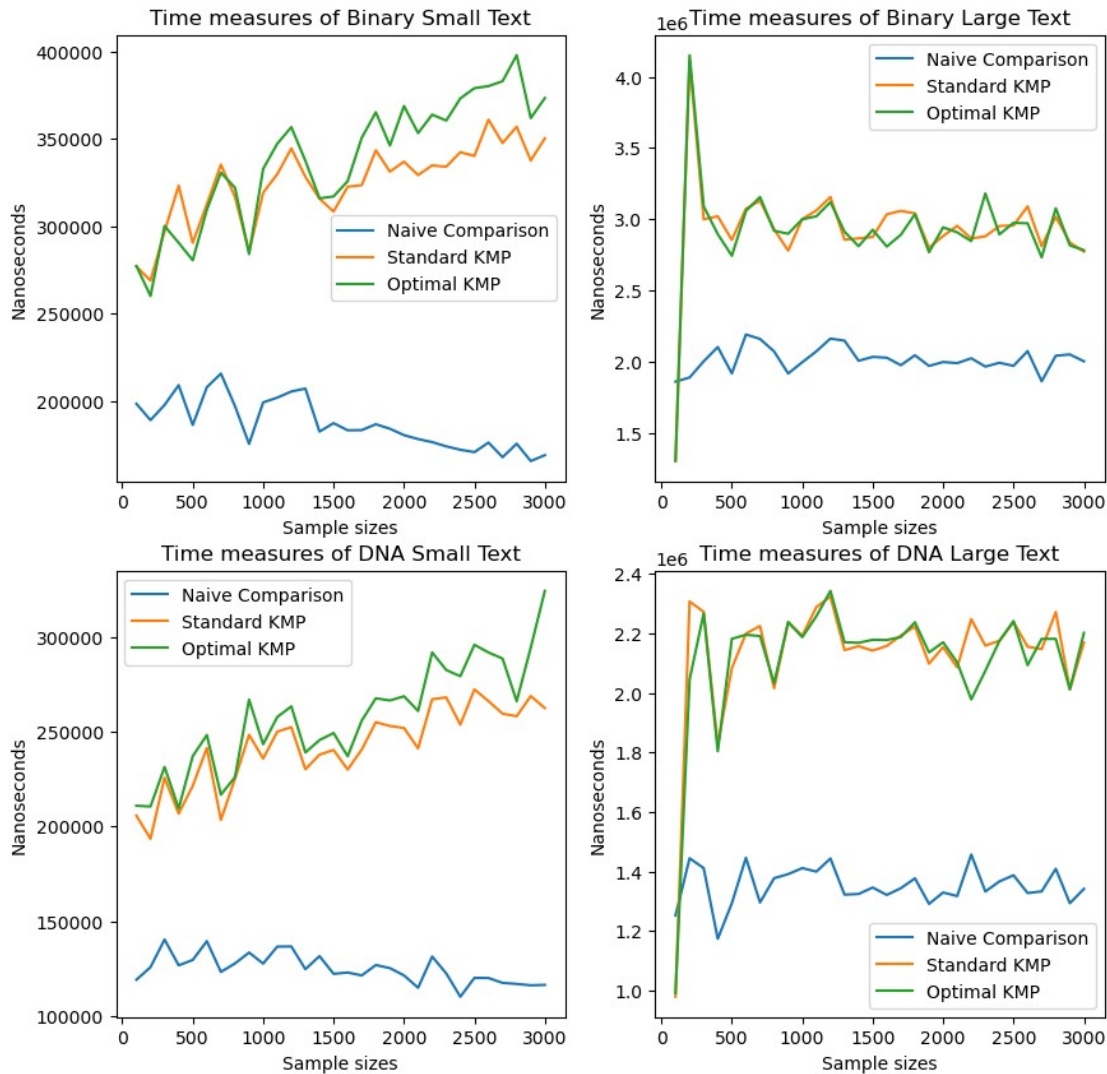 Time measures of Binary Small Text
Nanoseconds
400000
350000
300000
250000
200000
Naive Comparison
Standard KMP
Optimal KMP
0 500 1000 1500 2000 2500 3000
Sample sizes
Time measures of Binary Large Text
1e6
Nanoseconds
4.0
3.5
3.0
2.5
2.0
1.5
Naive Comparison
Standard KMP
Optimal KMP
0 500 1000 1500 2000 2500 3000
Sample sizes
Time measures of DNA Small Text
Nanoseconds
300000
250000
200000
150000
100000
Naive Comparison
Standard KMP
Optimal KMP
0 500 1000 1500 2000 2500 3000
Sample sizes
Time measures of DNA Large Text
1e6
Nanoseconds
2.4
2.2
2.0
1.8
1.6
1.4
1.2
1.0
Naive Comparison
Standard KMP
Optimal KMP
0 500 1000 1500 2000 2500 3000
Sample sizes